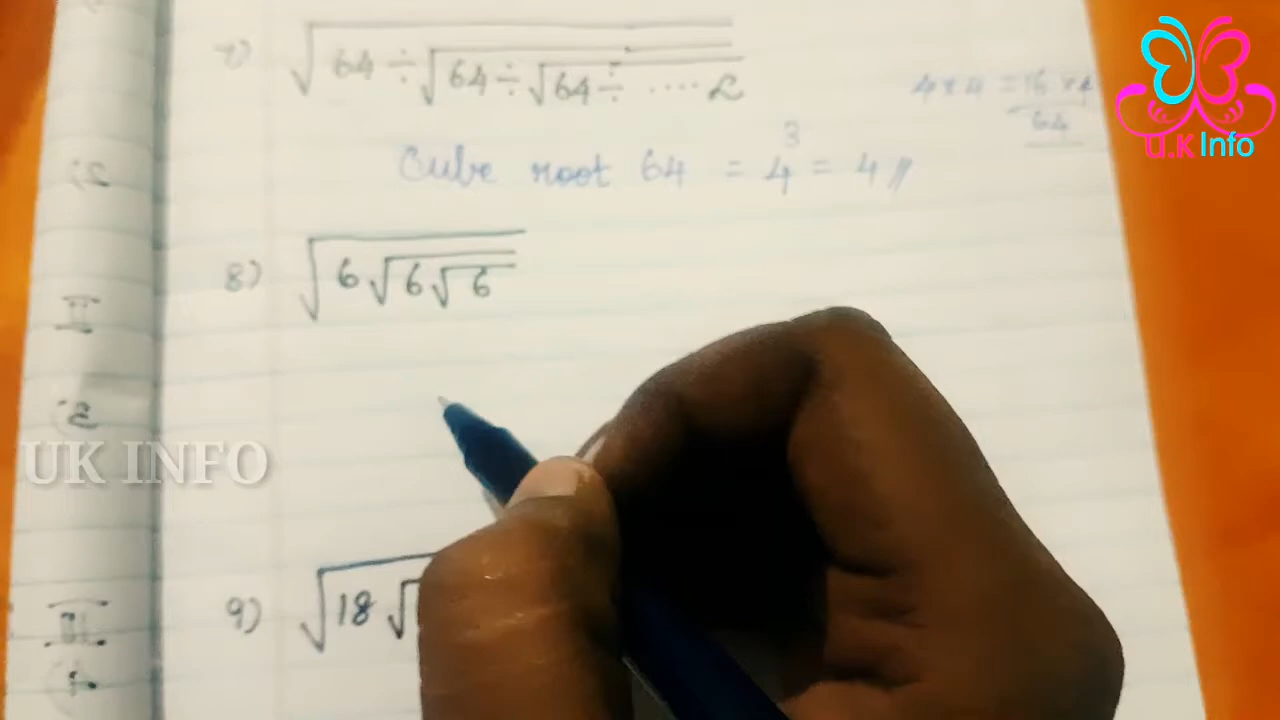 7) √64÷√64÷√64÷ ....∞
4×4 = 16 × 4
64
Cube root 64 = 4³ = 4 //
8) √6√6√6
9) √18√
U.K Info
UK INFO